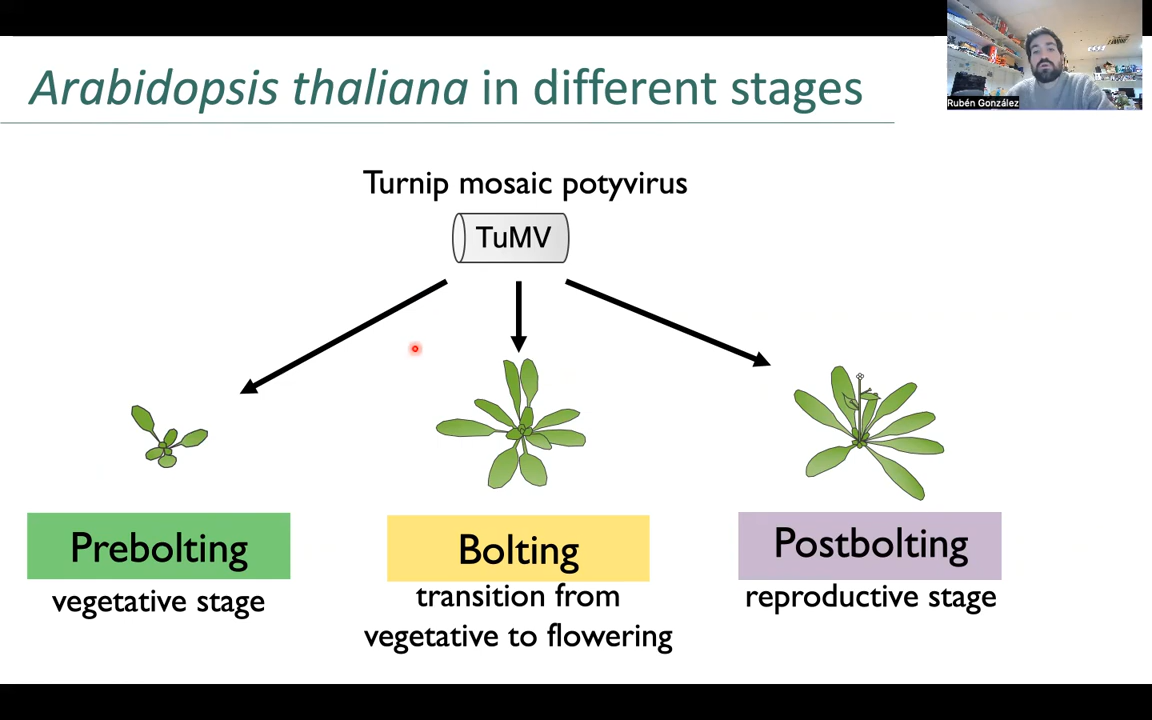 Arabidopsis thaliana in different stages
Rubén González
Turnip mosaic potyvirus
TuMV
Prebolting
vegetative stage
Bolting
transition from
vegetative to flowering
Postbolting
reproductive stage